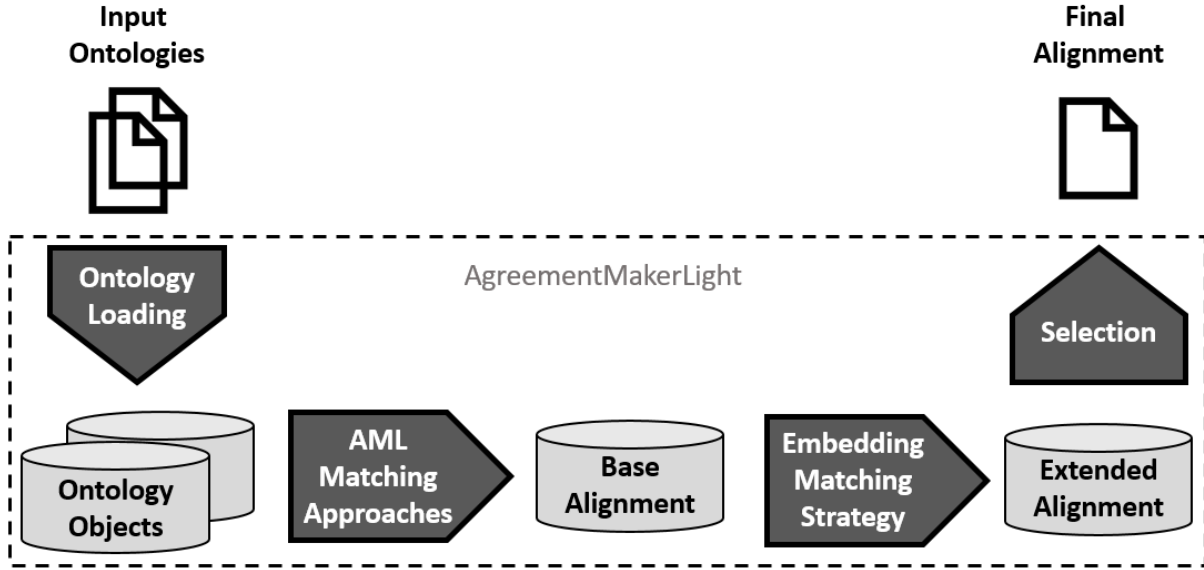 Input
Ontologies
Final
Alignment
AgreementMakerLight
Ontology
Loading
Selection
Ontology
Objects
AML
Matching
Approaches
Base
Alignment
Embedding
Matching
Strategy
Extended
Alignment